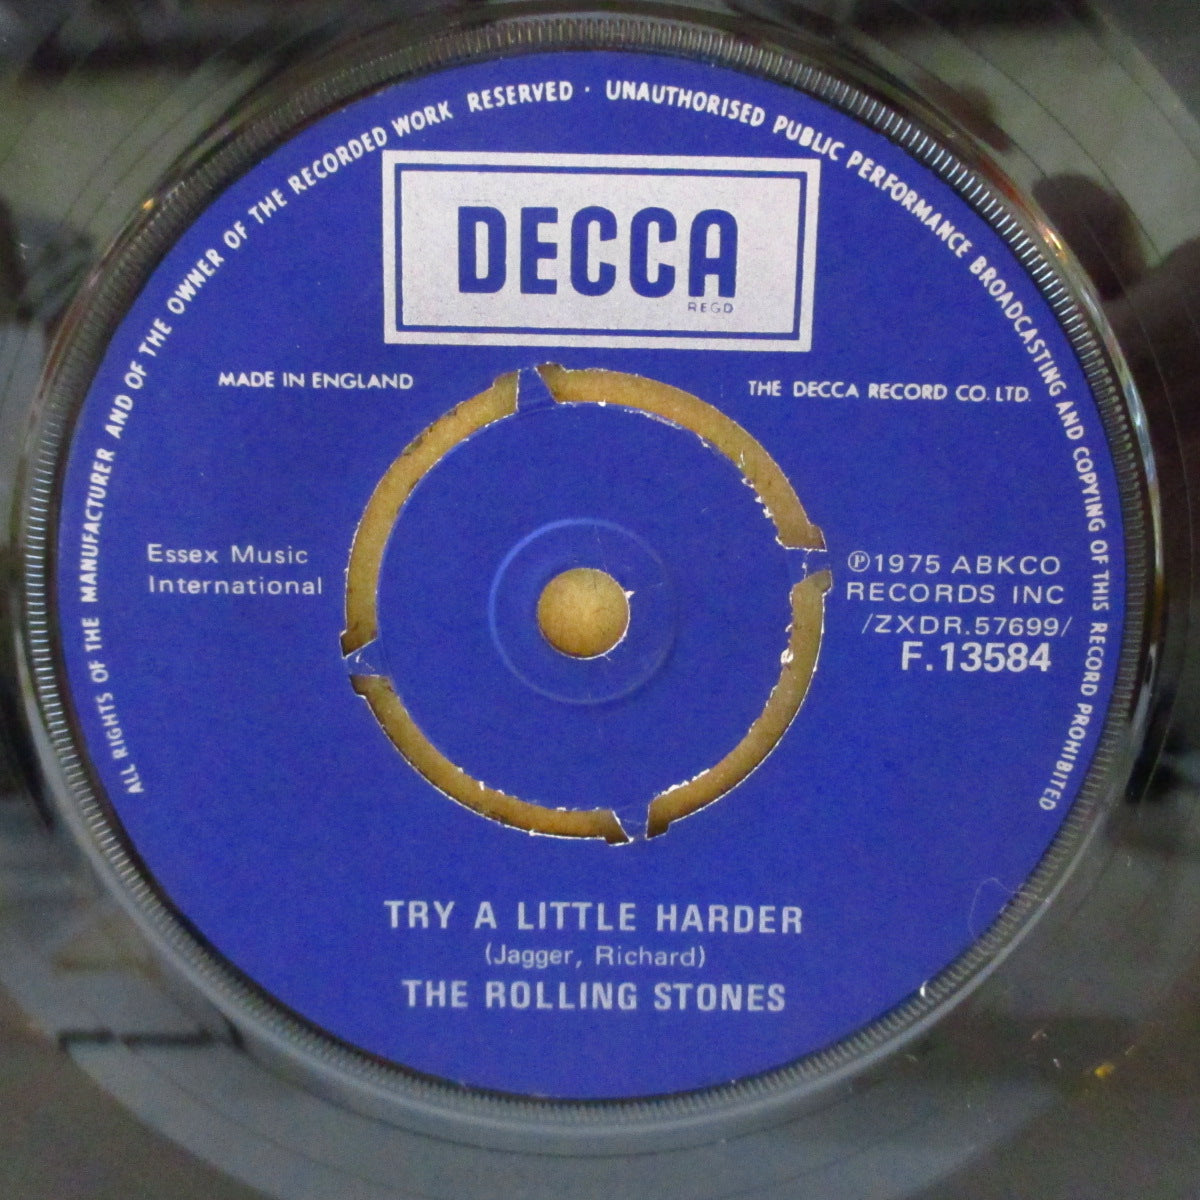 ALL RIGHTS OF THE MANUFACTURER AND OF THE OWNER OF THE RECORDED WORK RESERVED · UNAUTHORISED PUBLIC PERFORMANCE BROADCASTING AND COPYING OF THIS RECORD PROHIBITED
DECCA
REGD
MADE IN ENGLAND
THE DECCA RECORD CO. LTD.
Essex Music
International
℗1975 ABKCO
RECORDS INC
/ZXDR.57699/
F.13584
TRY A LITTLE HARDER
(Jagger, Richard)
THE ROLLING STONES